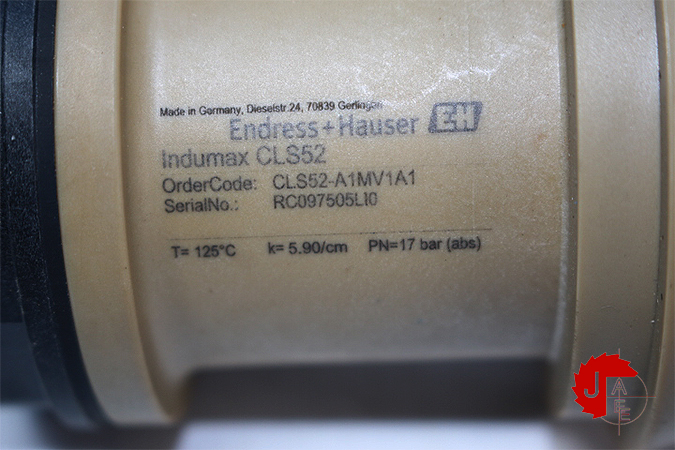 Made in Germany, Dieselstr.24, 70839 Gerlingen
Endress+Hauser EH
Indumax CLS52
OrderCode: CLS52-A1MV1A1
SerialNo.: RC097505LI0
T= 125°C k= 5.90/cm PN=17 bar (abs)